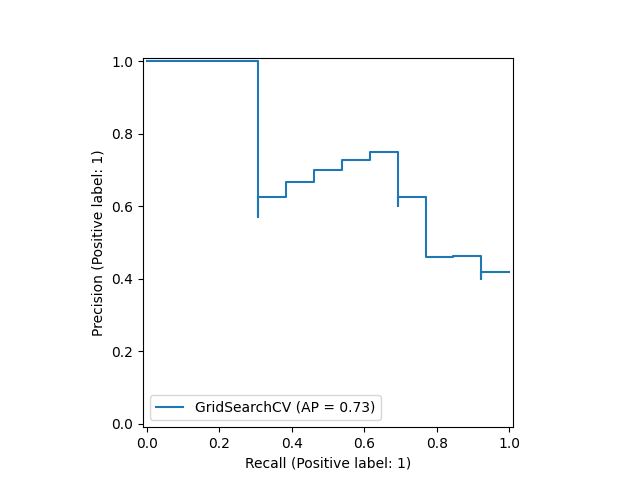 1.0
0.8
0.6
0.4
0.2
0.0
Precision (Positive label: 1)
GridSearchCV (AP = 0.73)
0.0 0.2 0.4 0.6 0.8 1.0
Recall (Positive label: 1)